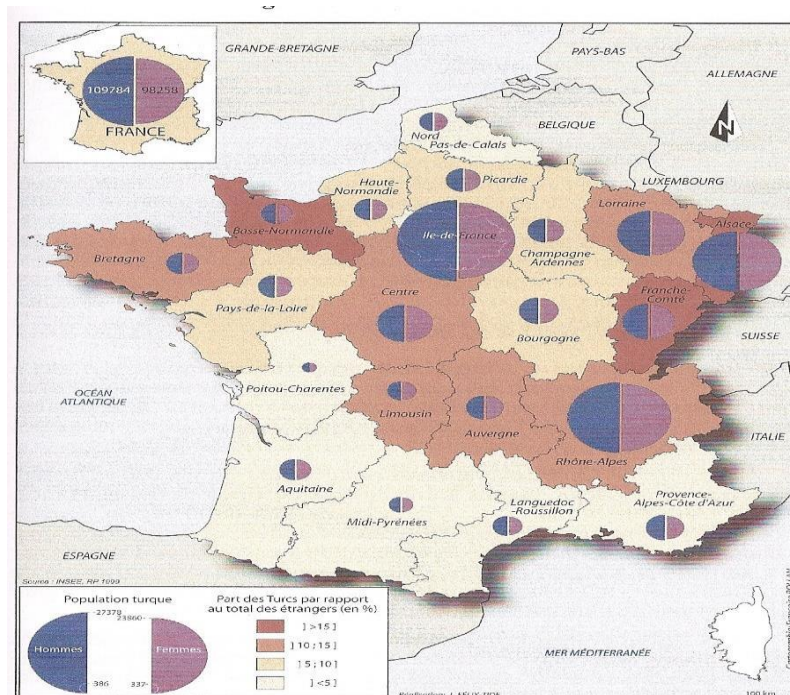 GRANDE-BRETAGNE
PAYS-BAS
ALLEMAGNE
109784
98258
FRANCE
N
BELGIQUE
Nord
Pas-de-Calais
LUXEMBOURG
Haute-
Normandie
Picardie
Lorraine
Alsace
Basse-Normandie
Ile-de-France
Champagne-
Ardennes
Bretagne
Franche-
Comté
Pays-de-la-Loire
Centre
Bourgogne
SUISSE
OCÉAN
ATLANTIQUE
Poitou-Charentes
Limousin
Auvergne
Rhône-Alpes
ITALIE
Aquitaine
Midi-Pyrénées
Languedoc
-Roussillon
Provence-
Alpes-Côte d'Azur
ESPAGNE
Source : INSEE, RP 1999
Population turque
-27378
23860-
Hommes
Femmes
-386
337-
Part des Turcs par rapport
au total des étrangers (en %)
] >15 ]
] 10 ; 15 ]
] 5 ; 10 ]
] <5 ]
MER MÉDITERRANÉE
100 km